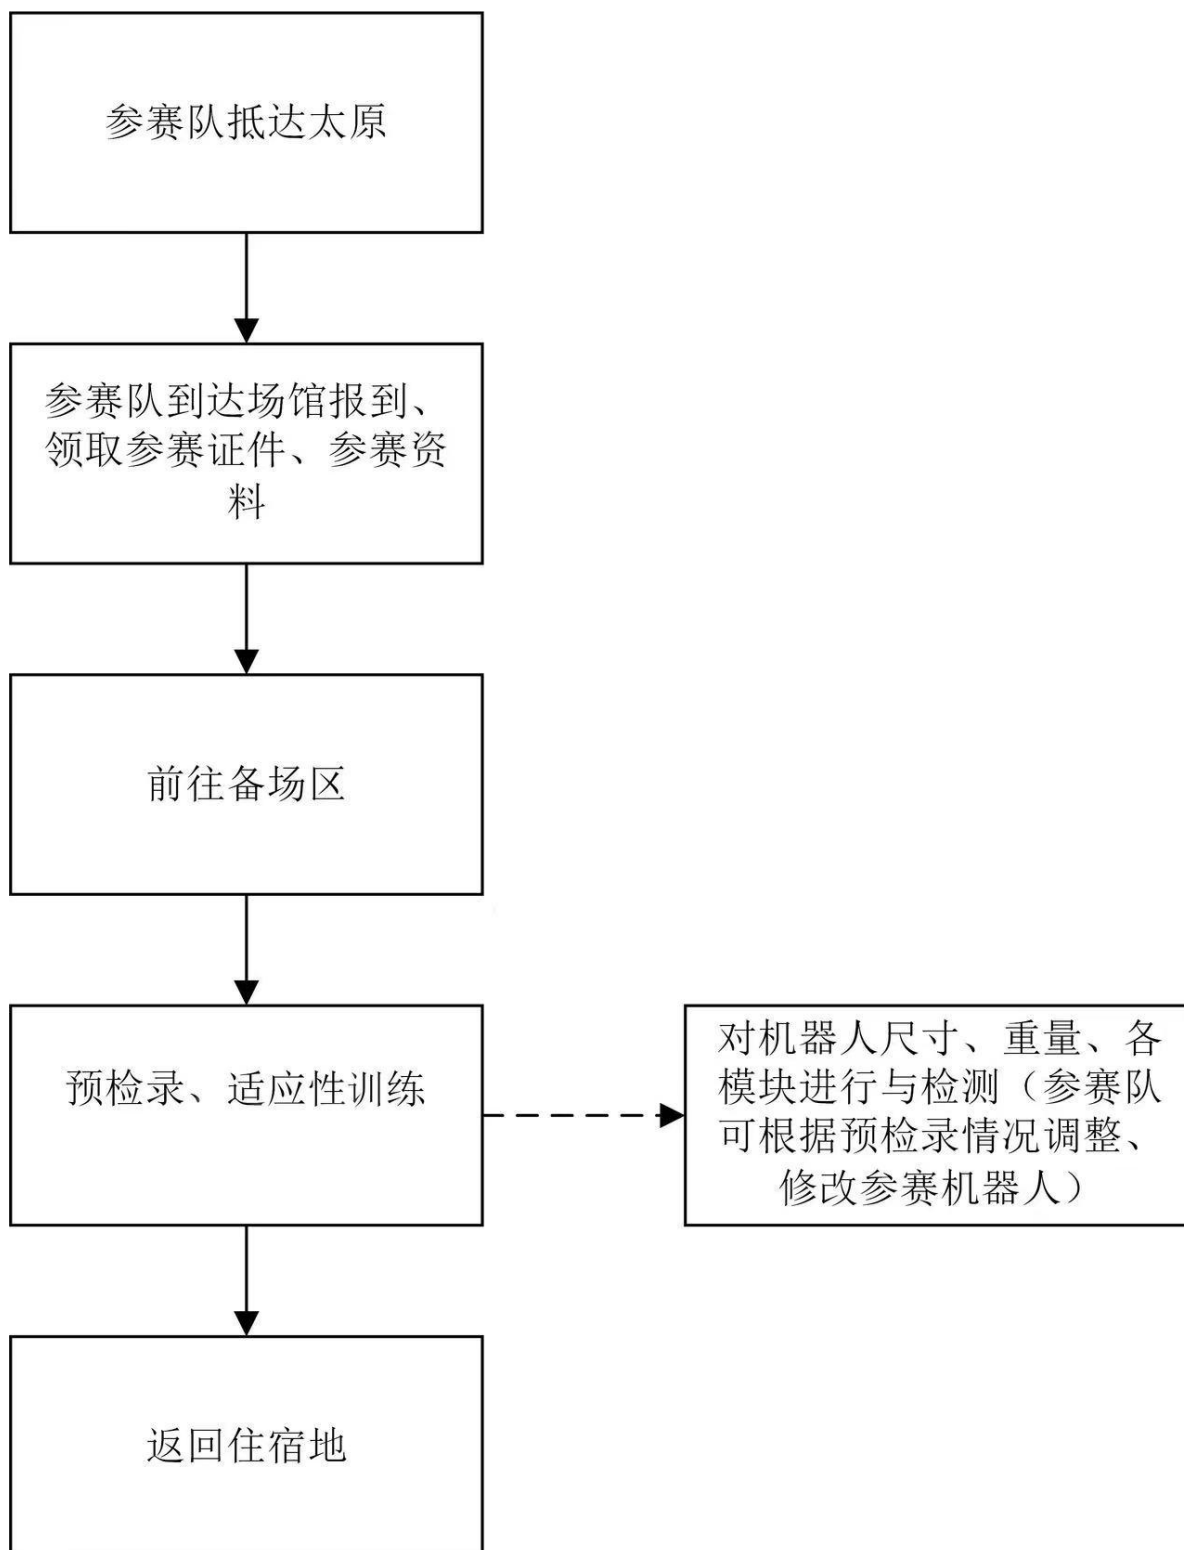 参赛队抵达太原
参赛队到达场馆报到、
领取参赛证件、参赛资
料
前往备场区
预检录、适应性训练
对机器人尺寸、重量、各
模块进行与检测（参赛队
可根据预检录情况调整、
修改参赛机器人）
返回住宿地